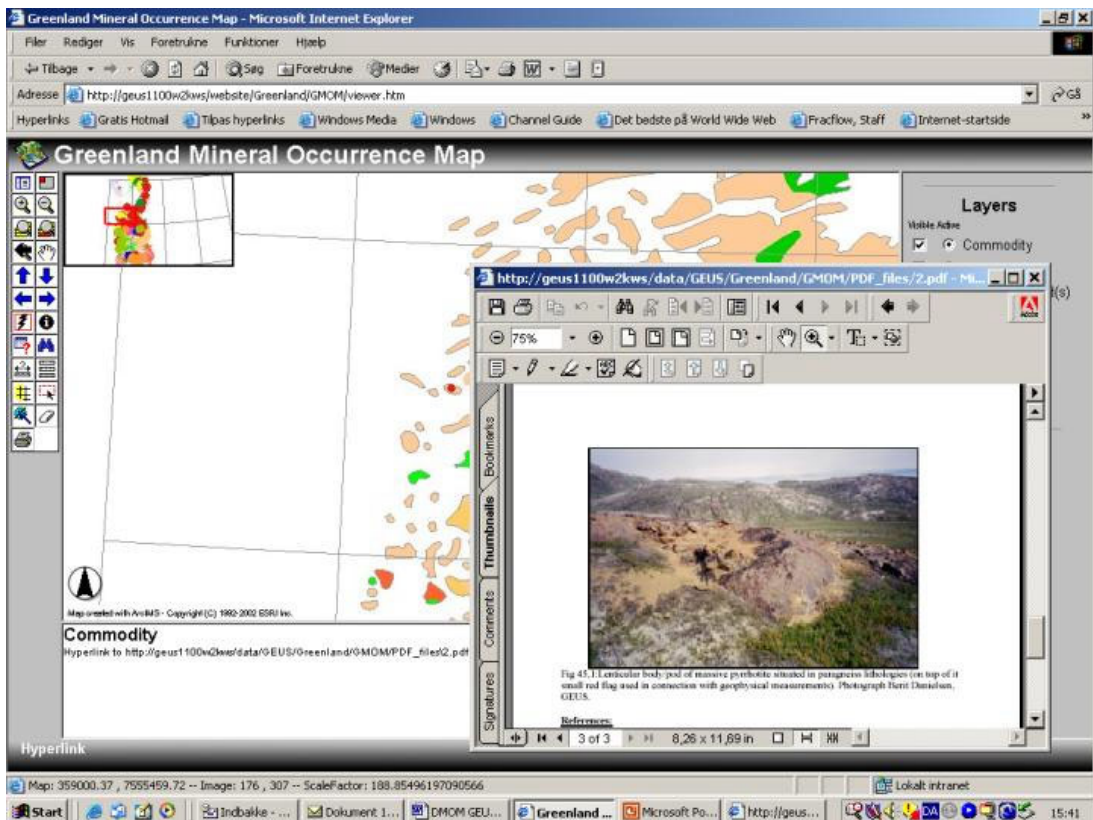 Greenland Mineral Occurrence Map - Microsoft Internet Explorer
Filer Rediger Vis Foretrukne Funktioner Hjælp
Tilbage Søg Foretrukne Medier
Adresse http://geus1100w2kws/website/Greenland/GMOM/viewer.htm Gå
Hyperlinks Gratis Hotmail Tilpas hyperlinks Windows Media Windows Channel Guide Det bedste på World Wide Web Fracflow, Staff Internet-startside »
Greenland Mineral Occurrence Map
Layers
Visible Active
Commodity
http://geus1100w2kws/data/GEUS/Greenland/GMOM/PDF_files/2.pdf - Mi...
t(s)
Adobe
75%
Bookmarks
Thumbnails
Comments
Signatures
Fig 45,1:Lenticular body/pod of massive pyrrhotite situated in paragneiss lithologies (on top of it
small red flag used in connection with geophysical measurements). Photograph Berit Danielsen,
GEUS.
References:
3 of 3 8,26 x 11,69 in
Map created with ArcIMS - Copyright (C) 1992-2002 ESRI Inc.
Commodity
Hyperlink to http://geus1100w2kws/data/GEUS/Greenland/GMOM/PDF_files\2.pdf
Hyperlink
Map: 359000.37 , 7555459.72 -- Image: 176 , 307 -- ScaleFactor: 188.85496197090566
Lokalt intranet
Start Indbakke - ... Dokument 1... DMOM GEU... Greenland ... Microsoft Po... http://geus... DA 15:41